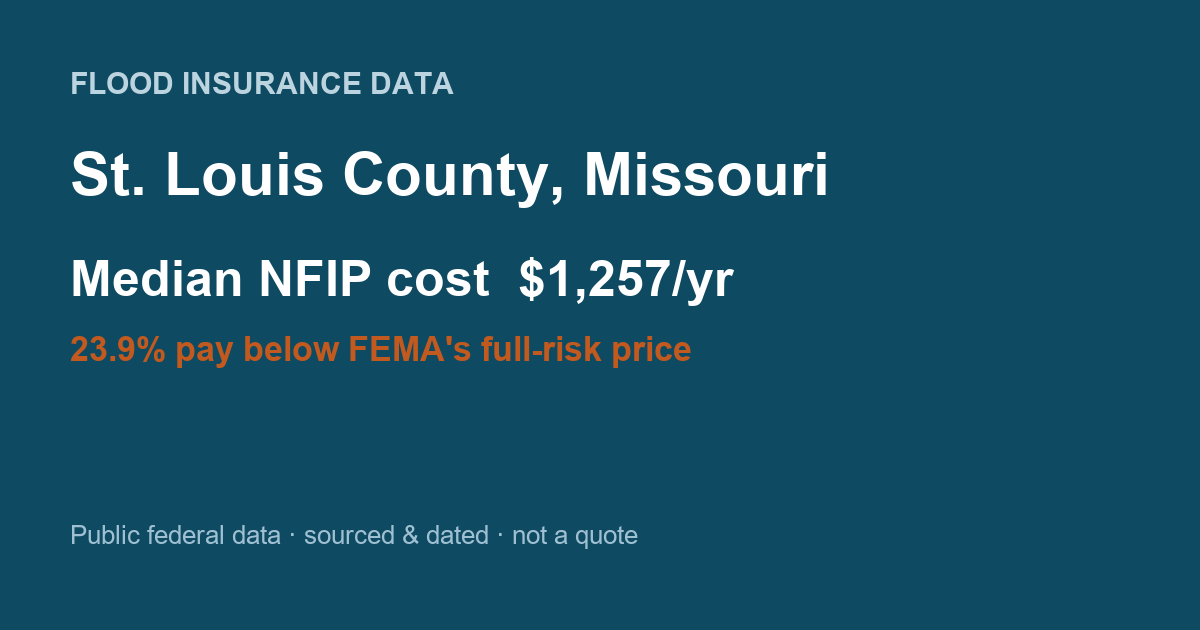 FLOOD INSURANCE DATA
St. Louis County, Missouri
Median NFIP cost  $1,257/yr
23.9% pay below FEMA's full-risk price
Public federal data · sourced & dated · not a quote